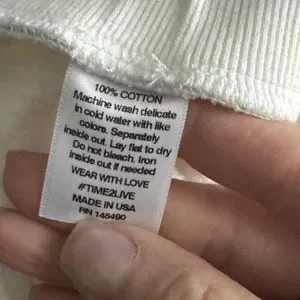 100% COTTON
Machine wash delicate
in cold water with like
colors. Separately
inside out. Lay flat to dry
Do not bleach. Iron
inside out if needed
WEAR WITH LOVE
#TIME2LIVE
MADE IN USA
RN 145490